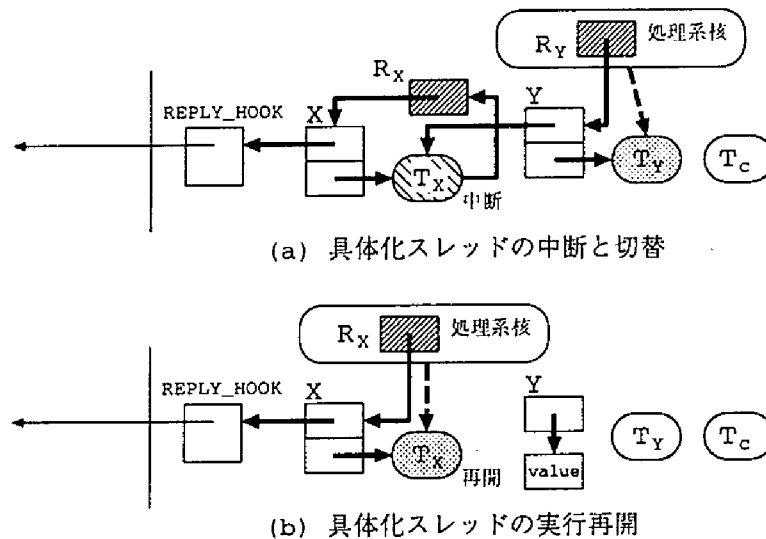 R_Y 処理系核
R_X
REPLY_HOOK X Y
T_X T_Y T_C
中断
(a) 具体化スレッドの中断と切替
R_X 処理系核
REPLY_HOOK X Y
T_X T_Y T_C
再開 value
(b) 具体化スレッドの実行再開